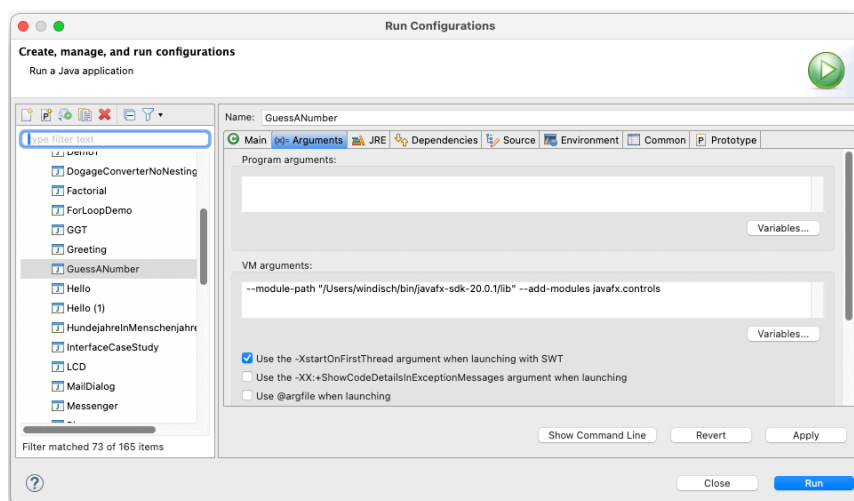 Run Configurations
Create, manage, and run configurations
Run a Java application
type filter text
Demo1
DogageConverterNoNesting
Factorial
ForLoopDemo
GGT
Greeting
GuessANumber
Hello
Hello (1)
HundejahreInMenschenjahre
InterfaceCaseStudy
LCD
MailDialog
Messenger
Filter matched 73 of 165 items
Name: GuessANumber
Main (x)= Arguments JRE Dependencies Source Environment Common P Prototype
Program arguments:
Variables...
VM arguments:
--module-path "/Users/windisch/bin/javafx-sdk-20.0.1/lib" --add-modules javafx.controls
Variables...
Use the -XstartOnFirstThread argument when launching with SWT
Use the -XX:+ShowCodeDetailsInExceptionMessages argument when launching
Use @argfile when launching
Show Command Line Revert Apply
? Close Run